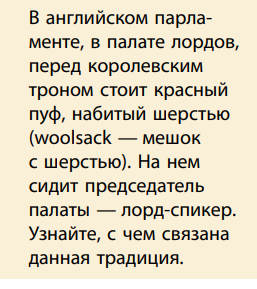 В английском парла-
менте, в палате лордов,
перед королевским
троном стоит красный
пуф, набитый шерстью
(woolsack — мешок
с шерстью). На нем
сидит председатель
палаты — лорд-спикер.
Узнайте, с чем связана
данная традиция.